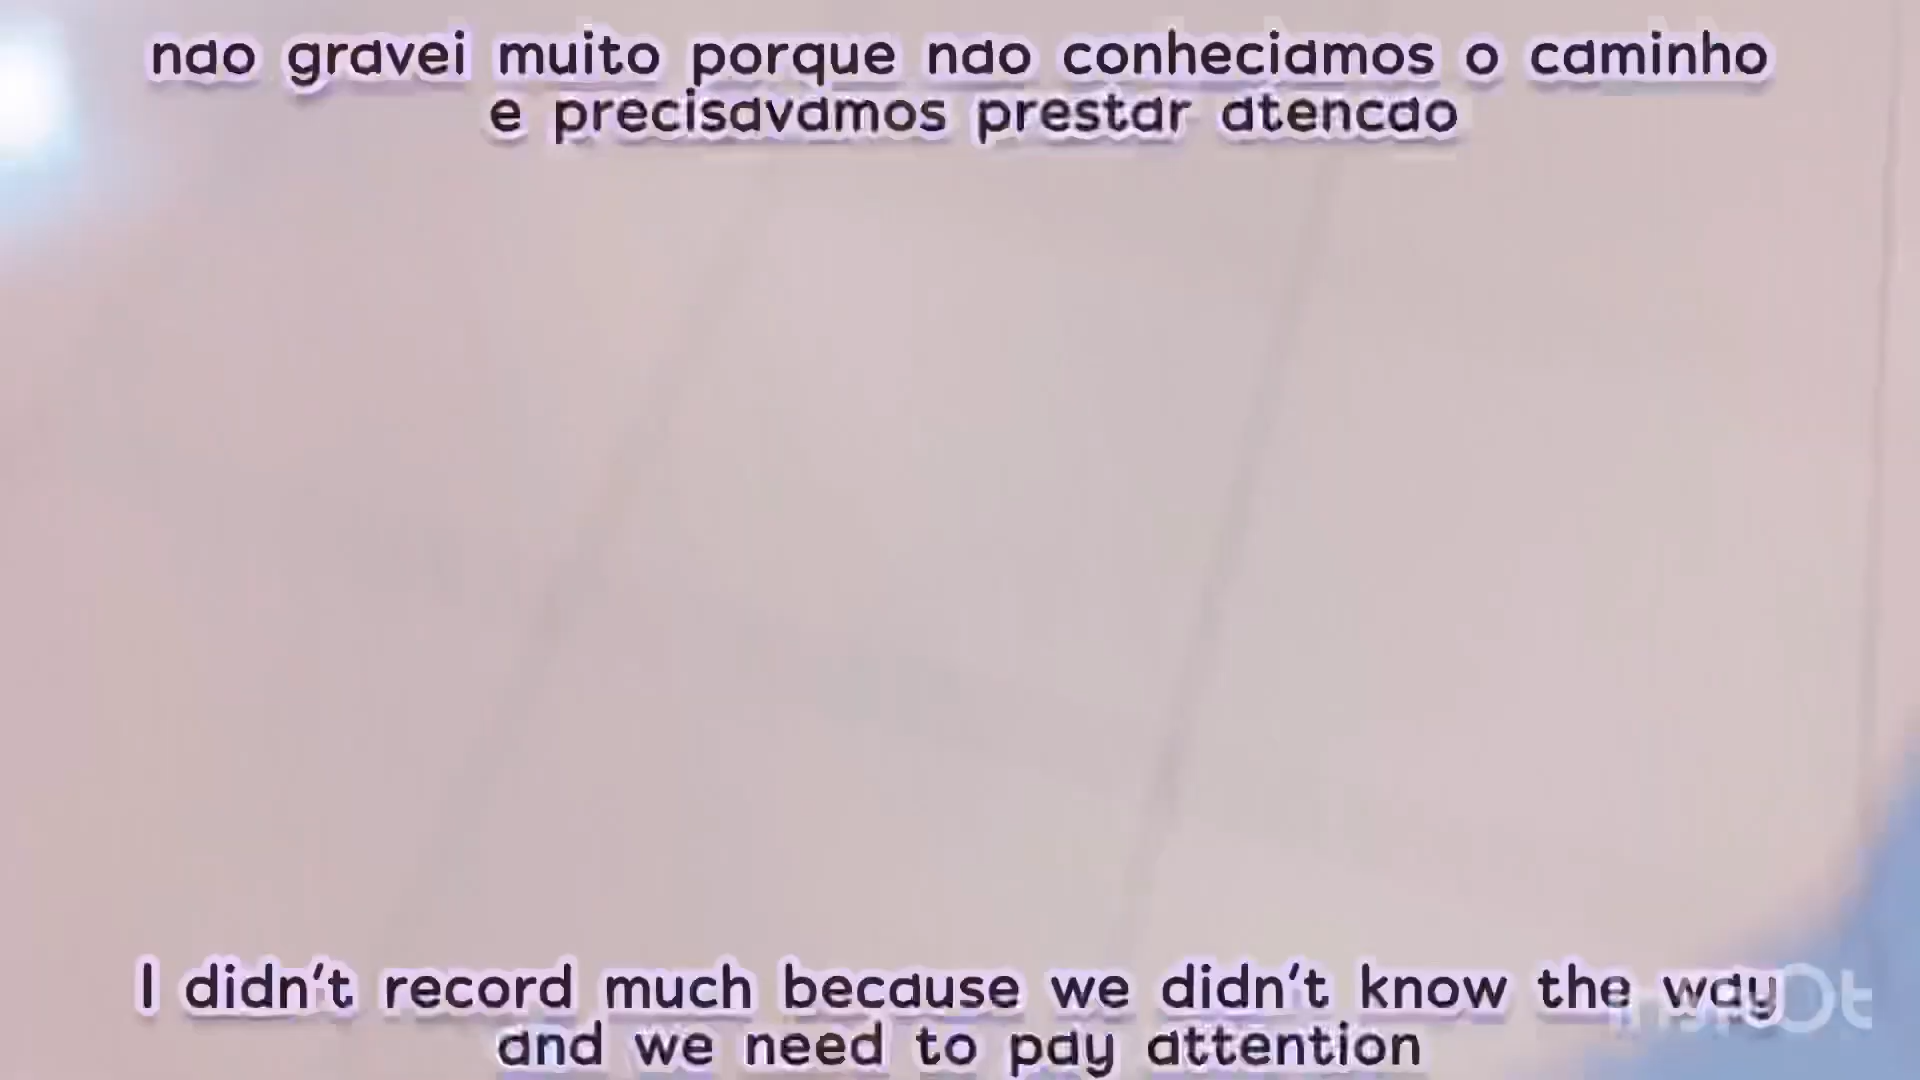 nao gravei muito porque nao conheciamos o caminho
e precisavamos prestar atencao
I didn't record much because we didn't know the way
and we need to pay attention
InShOt